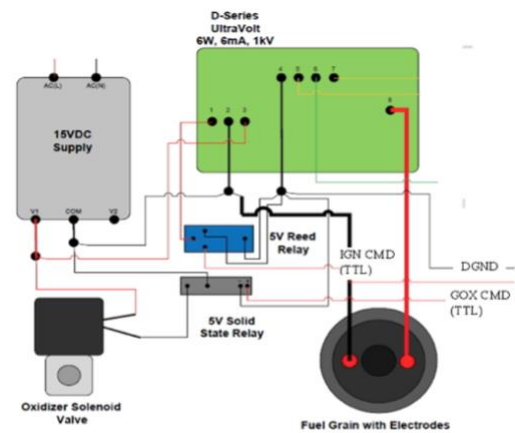 D-Series
UltraVolt
6W, 6mA, 1kV
AC(L) AC(N)
15VDC
Supply
V1 COM V2
4 5 6 7
1 2 3
8
5V Reed
Relay
IGN CMD
(TTL)
DGND
GOX CMD
(TTL)
5V Solid
State Relay
Oxidizer Solenoid
Valve
Fuel Grain with Electrodes